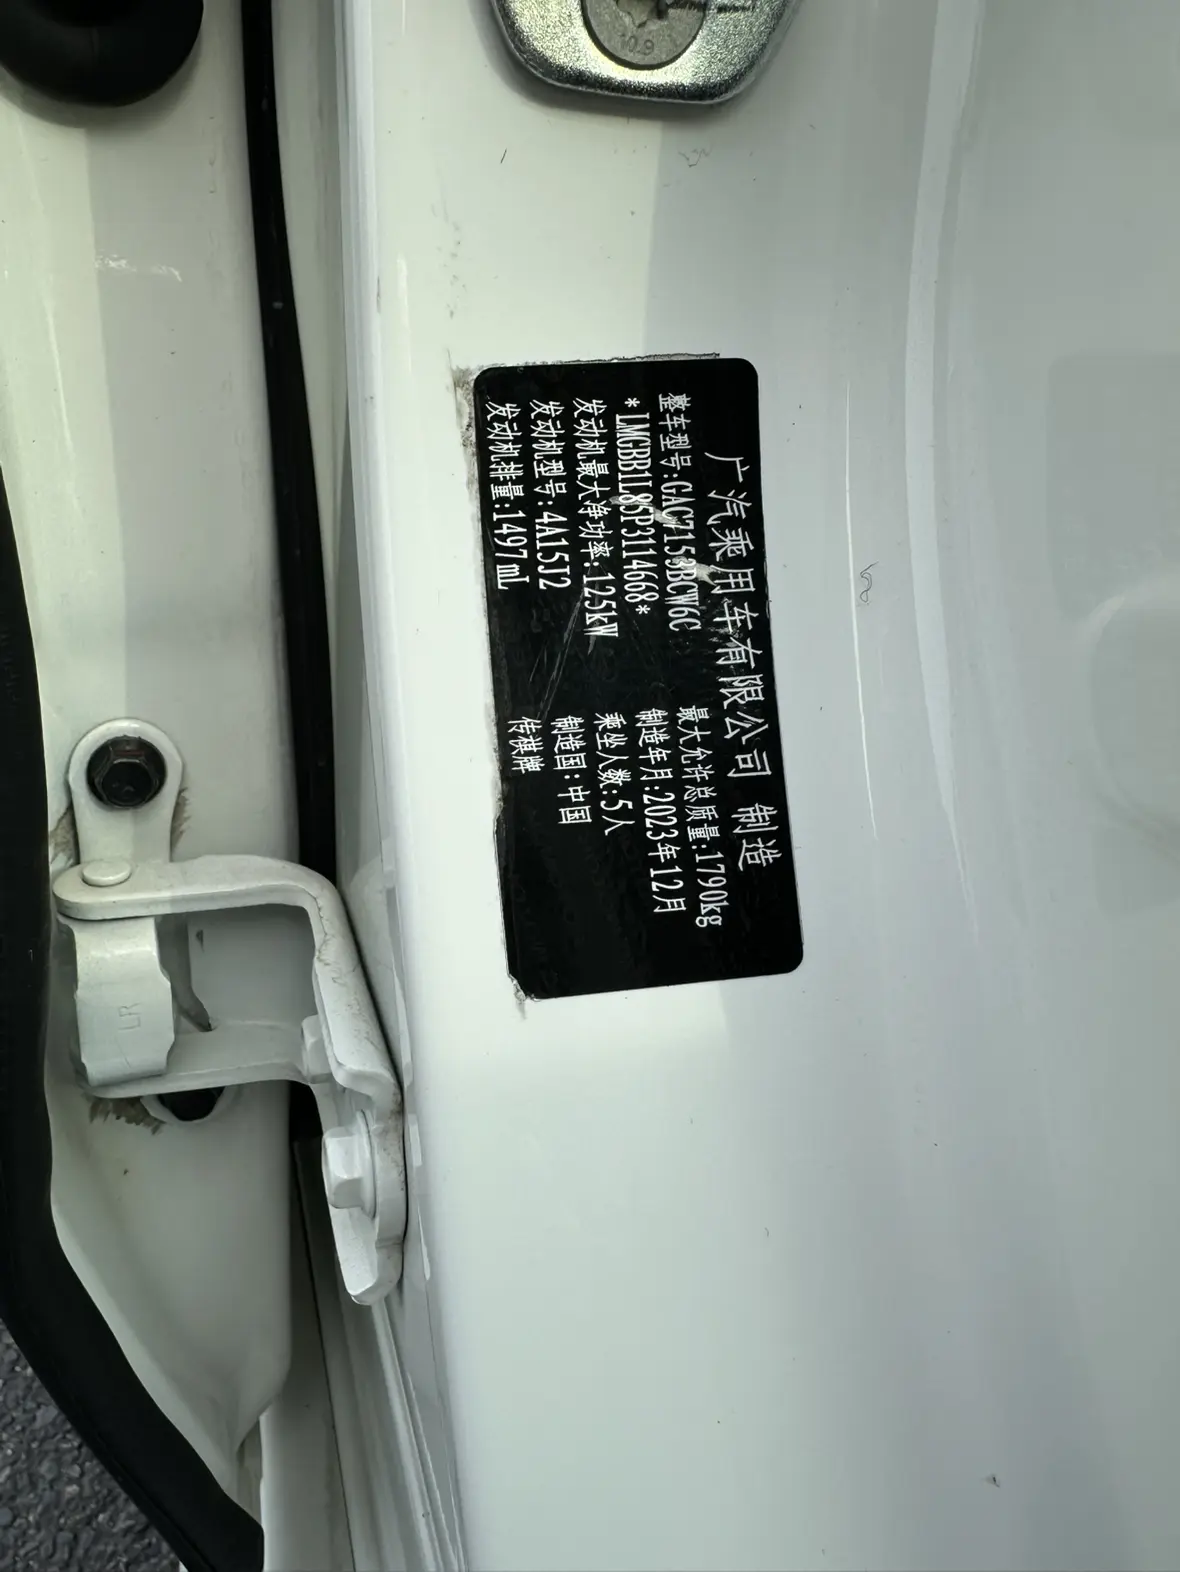 10.9
广汽乘用车有限公司 制造
整车型号:GAC7153BCW6C 最大允许总质量:1790kg
*LMGBB1L85P3114668* 制造年月:2023年12月
发动机最大净功率:125kW 乘坐人数:5人
发动机型号:4A15J2 制造国:中国
发动机排量:1497mL 传祺牌
LR